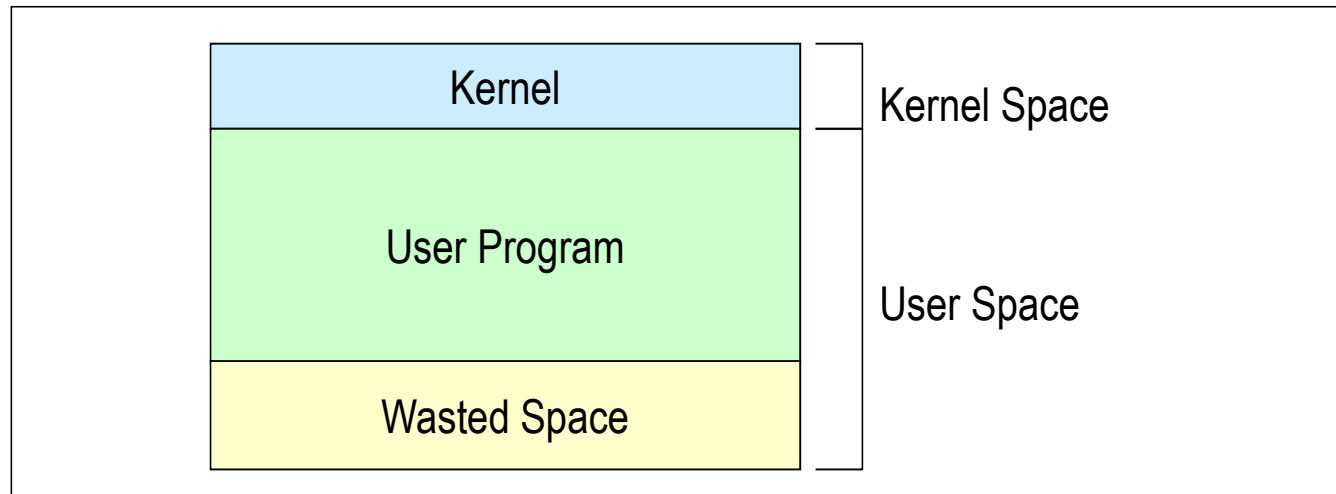 Kernel
Kernel Space
User Program
User Space
Wasted Space